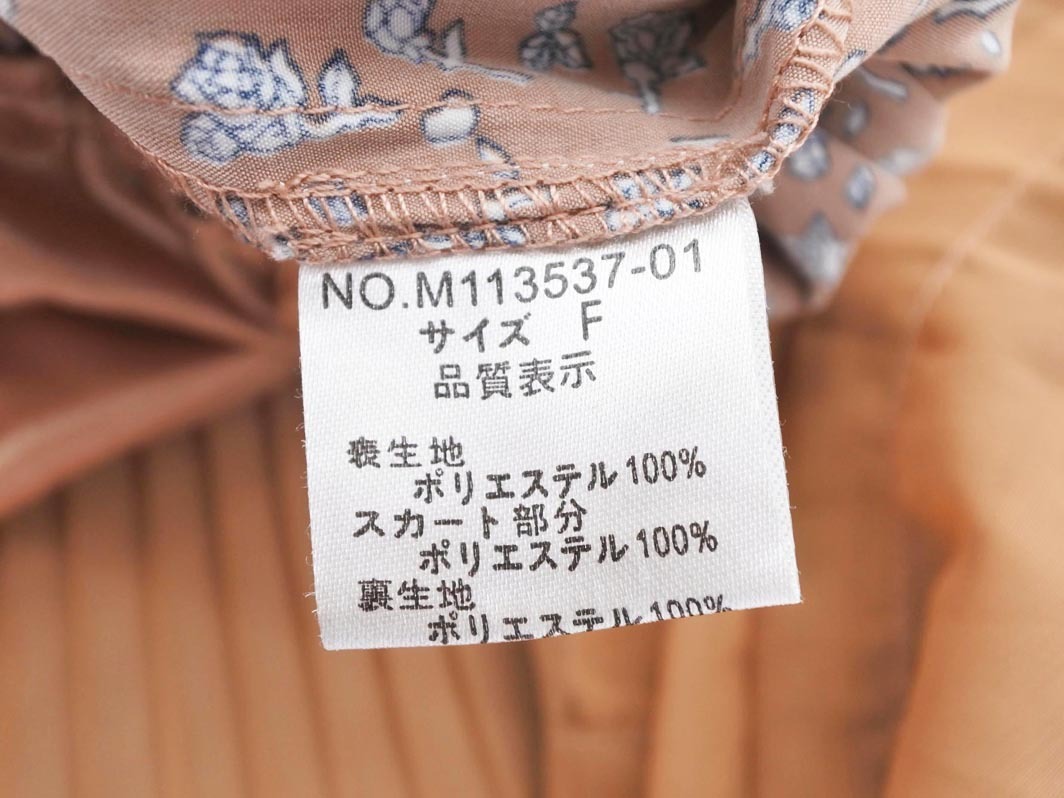 NO.M113537-01
サイズ F
品質表示
表生地
ポリエステル100%
スカート部分
ポリエステル100%
裏生地
ポリエステル100%